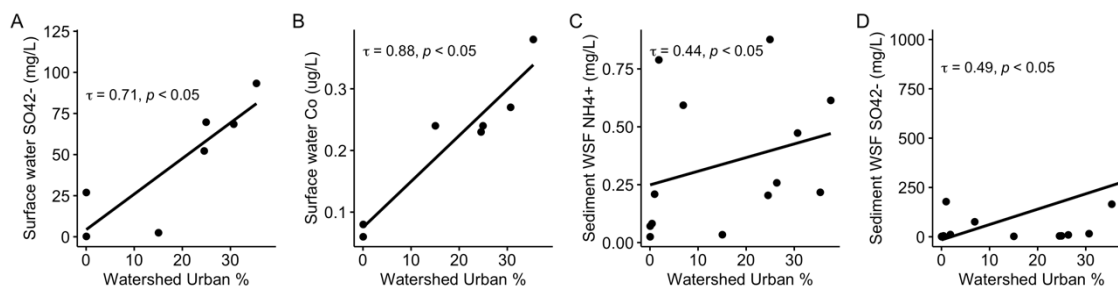 A
Surface water SO42- (mg/L)
125
100
75
50
25
0
τ = 0.71, p < 0.05
0
10
20
30
Watershed Urban %
B
Surface water Co (ug/L)
0.3
0.2
0.1
τ = 0.88, p < 0.05
0
10
20
30
Watershed Urban %
C
Sediment WSF NH4+ (mg/L)
0.75
0.50
0.25
0.00
τ = 0.44, p < 0.05
0
10
20
30
Watershed Urban %
D
Sediment WSF SO42- (mg/L)
1000
750
500
250
0
τ = 0.49, p < 0.05
0
10
20
30
Watershed Urban %